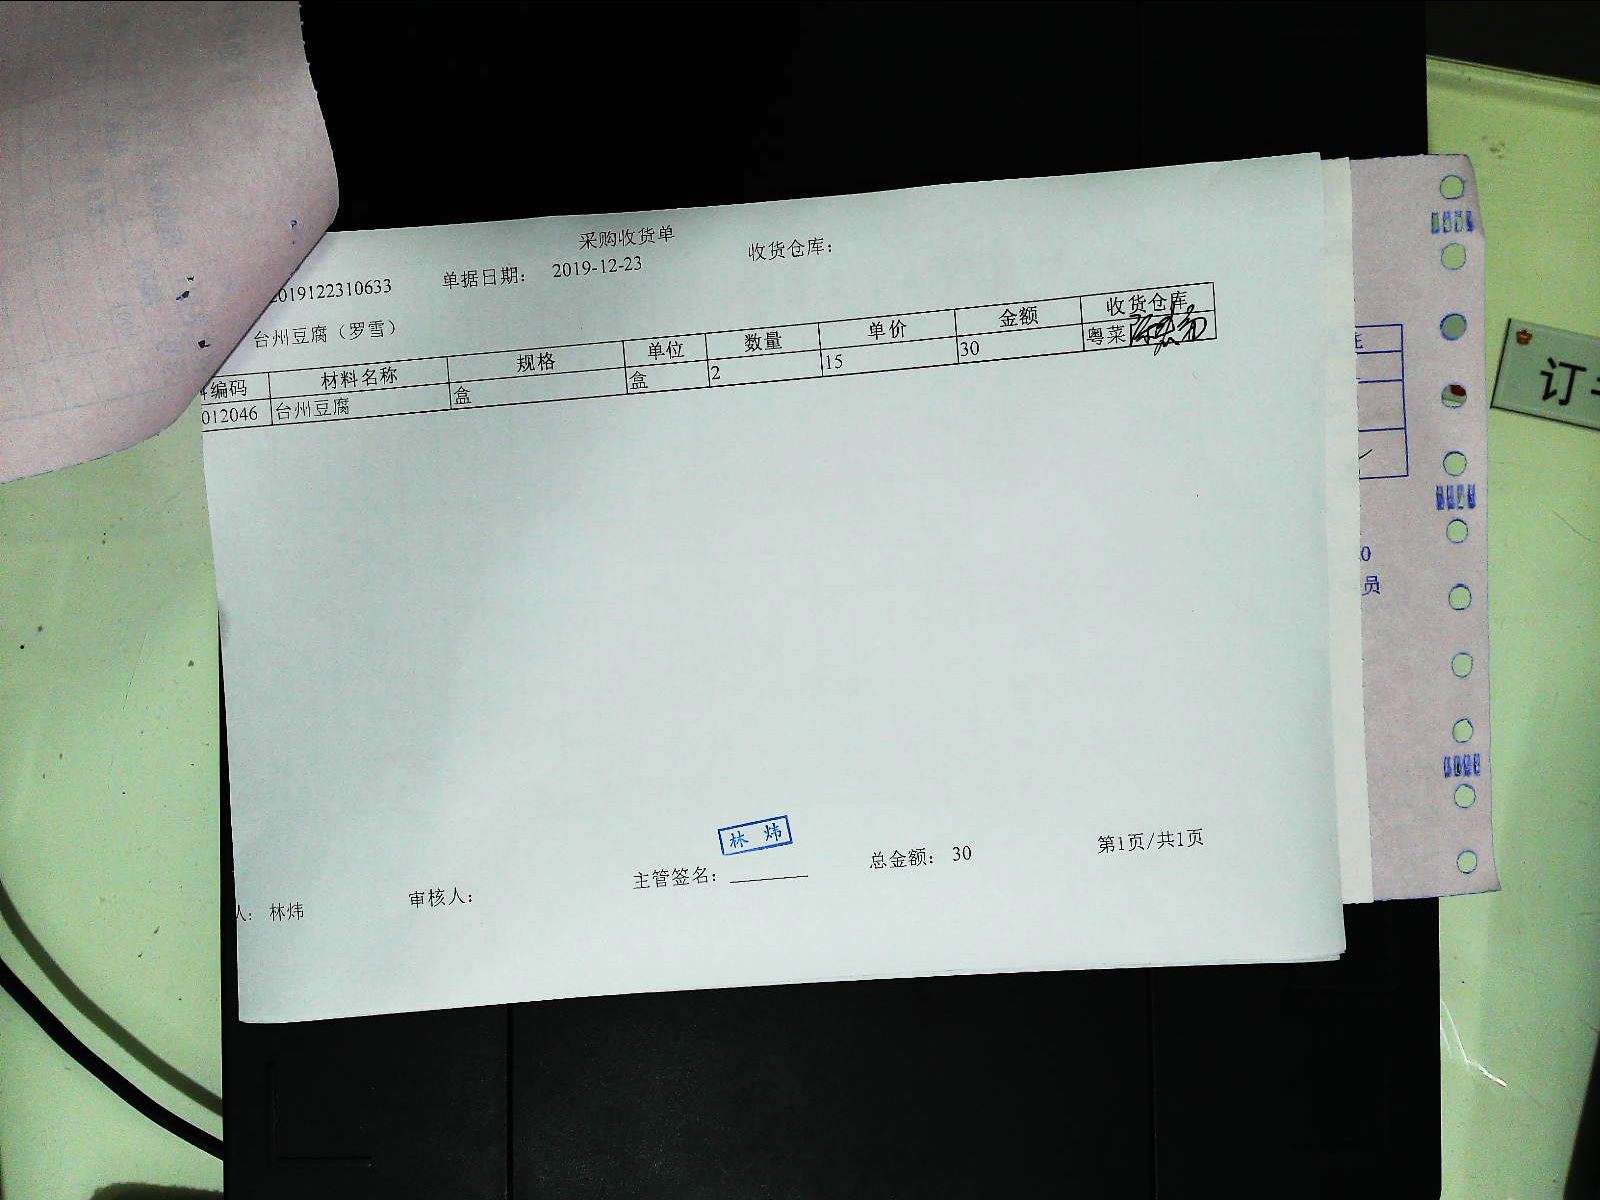 采购收货单
2019122310633 单据日期： 2019-12-23 收货仓库：
台州豆腐（罗雪）
编码 材料名称 规格 单位 数量 单价 金额 收货仓库
012046 台州豆腐 盒 盒 2 15 30 粤菜
林 炜
人： 林炜 审核人： 主管签名： 总金额： 30 第1页/共1页
0
员
订